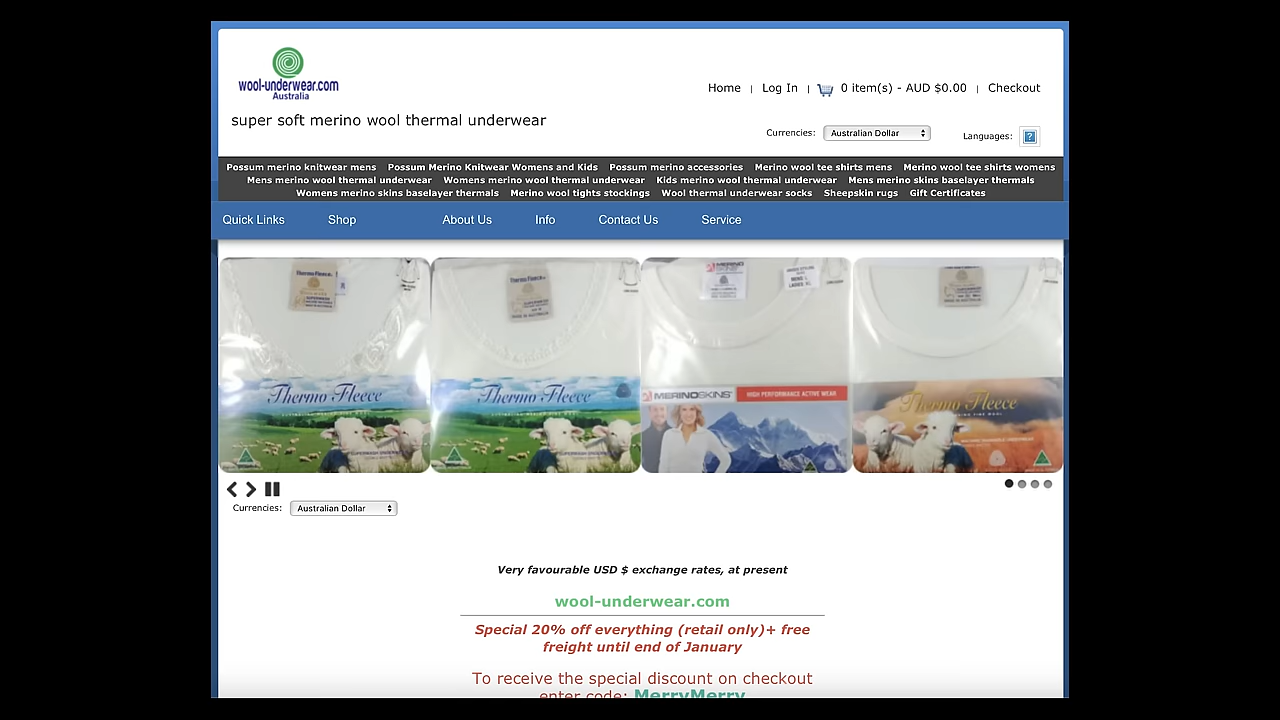 wool-underwear.com
Australia
Home | Log In | 0 item(s) - AUD $0.00 | Checkout
super soft merino wool thermal underwear
Currencies: Australian Dollar Languages: ?
Possum merino knitwear mens Possum Merino Knitwear Womens and Kids Possum merino accessories Merino wool tee shirts mens Merino wool tee shirts womens
Mens merino wool thermal underwear Womens merino wool thermal underwear Kids merino wool thermal underwear Mens merino skins baselayer thermals
Womens merino skins baselayer thermals Merino wool tights stockings Wool thermal underwear socks Sheepskin rugs Gift Certificates
Quick Links Shop About Us Info Contact Us Service
Thermo Fleece
Thermo Fleece
MERINOSKINS HIGH PERFORMANCE ACTIVE WEAR
Thermo Fleece
Currencies: Australian Dollar
Very favourable USD $ exchange rates, at present
wool-underwear.com
Special 20% off everything (retail only)+ free
freight until end of January
To receive the special discount on checkout
enter code: MerryMerry